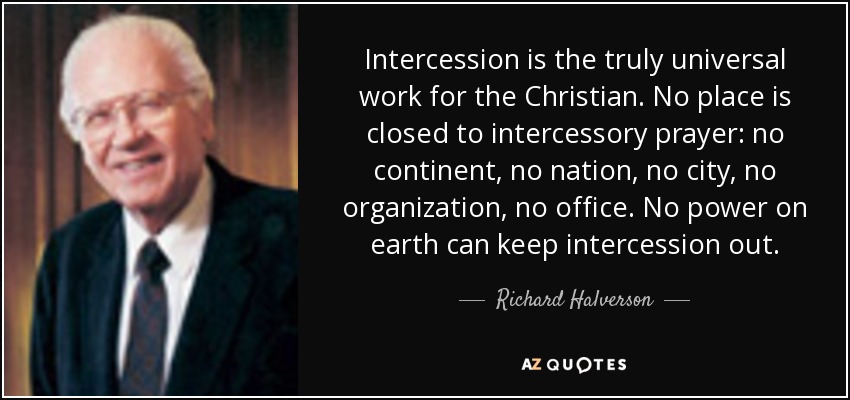 Intercession is the truly universal
work for the Christian. No place is
closed to intercessory prayer: no
continent, no nation, no city, no
organization, no office. No power on
earth can keep intercession out.
Richard Halverson
AZ QUOTES